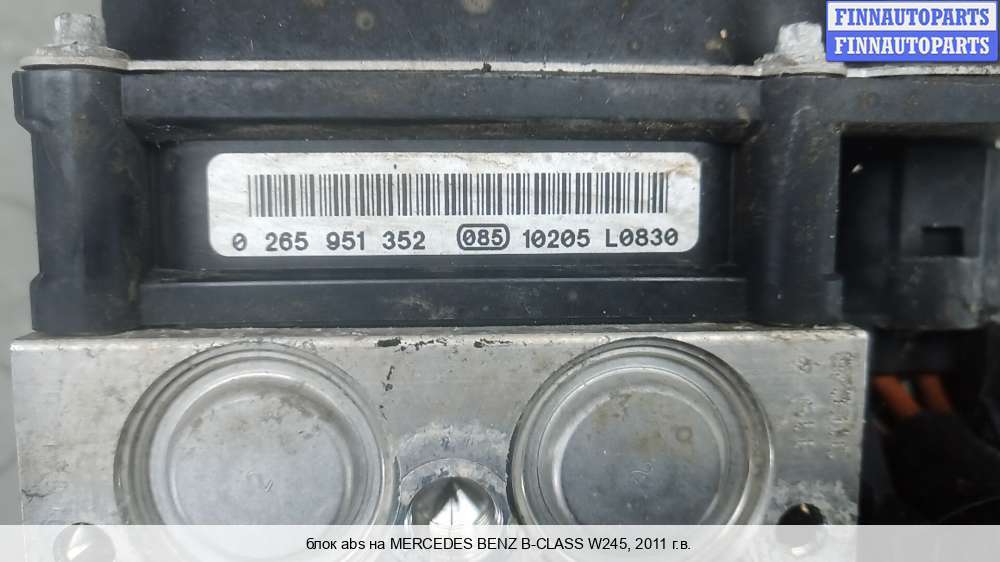 FINNAUTOPARTS
FINNAUTOPARTS
0 265 951 352 085 10205 L0830
блок abs на MERCEDES BENZ B-CLASS W245, 2011 г.в.